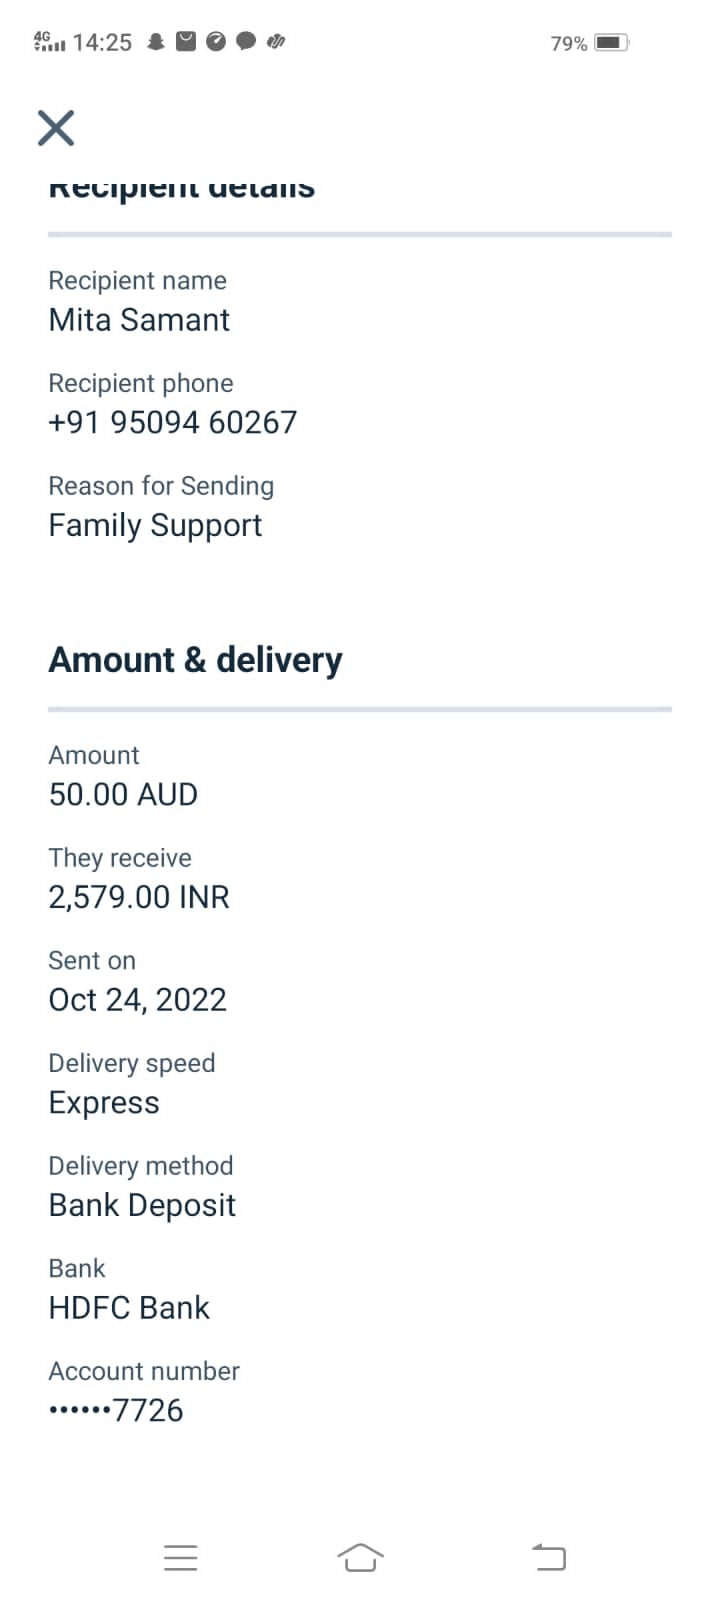 4G 14:25 79%
Recipient details
Recipient name
Mita Samant
Recipient phone
+91 95094 60267
Reason for Sending
Family Support
Amount & delivery
Amount
50.00 AUD
They receive
2,579.00 INR
Sent on
Oct 24, 2022
Delivery speed
Express
Delivery method
Bank Deposit
Bank
HDFC Bank
Account number
••••••7726